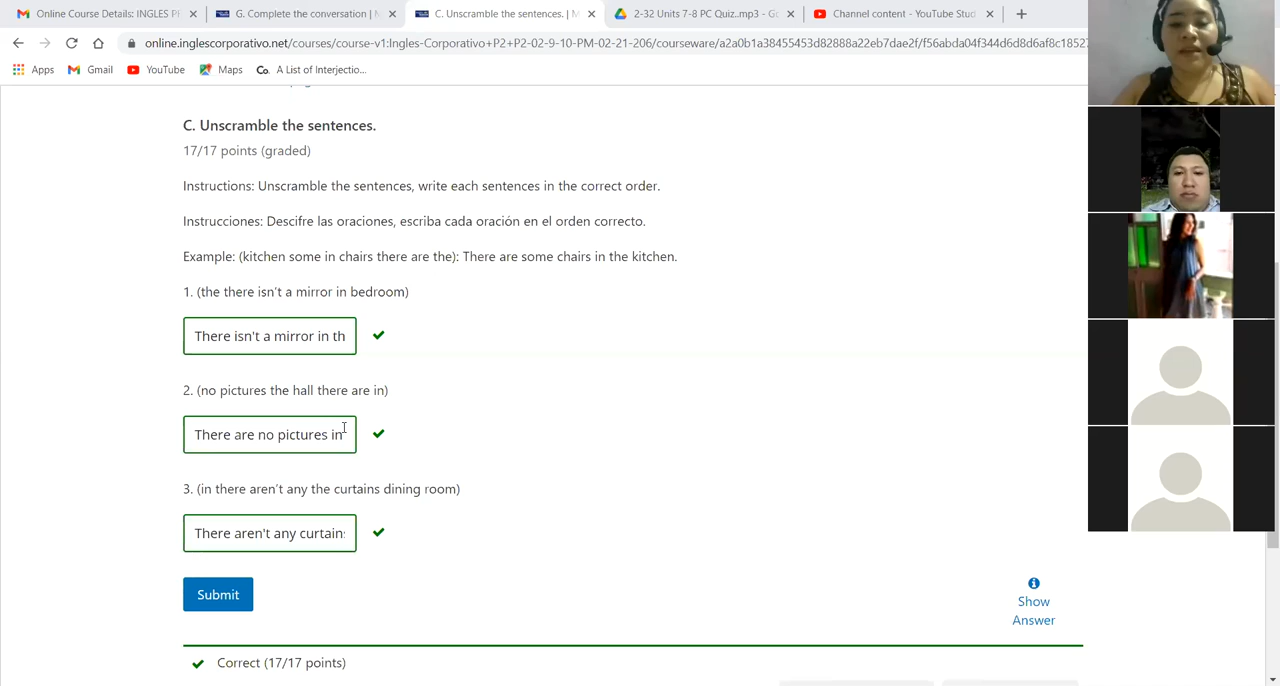 Online Course Details: INGLES P
G. Complete the conversation |
C. Unscramble the sentences. | M
2-32 Units 7-8 PC Quiz..mp3 - G
Channel content - YouTube Stud
online.inglescorporativo.net/courses/course-v1:Ingles-Corporativo+P2+P2-02-9-10-PM-02-21-206/courseware/a2a0b1a38455453d82888a22eb7dae2f/f56abda04f344d6d8d6af8c18527
Apps
Gmail
YouTube
Maps
Co. A List of Interjectio...
C. Unscramble the sentences.
17/17 points (graded)
Instructions: Unscramble the sentences, write each sentences in the correct order.
Instrucciones: Descifre las oraciones, escriba cada oración en el orden correcto.
Example: (kitchen some in chairs there are the): There are some chairs in the kitchen.
1. (the there isn't a mirror in bedroom)
There isn't a mirror in th
2. (no pictures the hall there are in)
There are no pictures in
3. (in there aren't any the curtains dining room)
There aren't any curtain
Submit
Show
Answer
Correct (17/17 points)